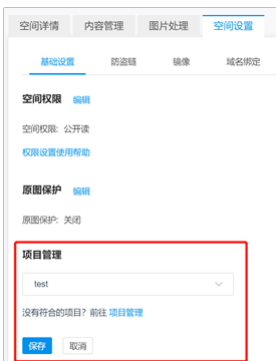 空间详情 内容管理 图片处理 空间设置
基础设置 防盗链 镜像 域名绑定
空间权限 编辑
空间权限: 公开读
权限设置使用帮助
原图保护 编辑
原图保护: 关闭
项目管理
test
没有符合的项目? 前往 项目管理
保存 取消